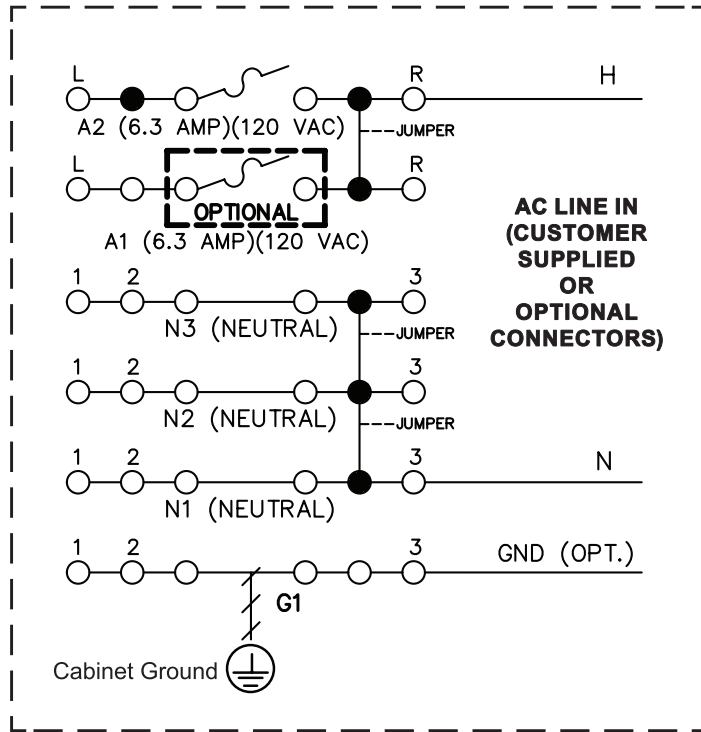 L R H
A2 (6.3 AMP)(120 VAC)
JUMPER
L R
OPTIONAL
A1 (6.3 AMP)(120 VAC)
AC LINE IN
(CUSTOMER
SUPPLIED
OR
OPTIONAL
CONNECTORS)
1 2 3
N3 (NEUTRAL)
JUMPER
1 2 3
N2 (NEUTRAL)
JUMPER
1 2 3 N
N1 (NEUTRAL)
1 2 3 GND (OPT.)
G1
Cabinet Ground